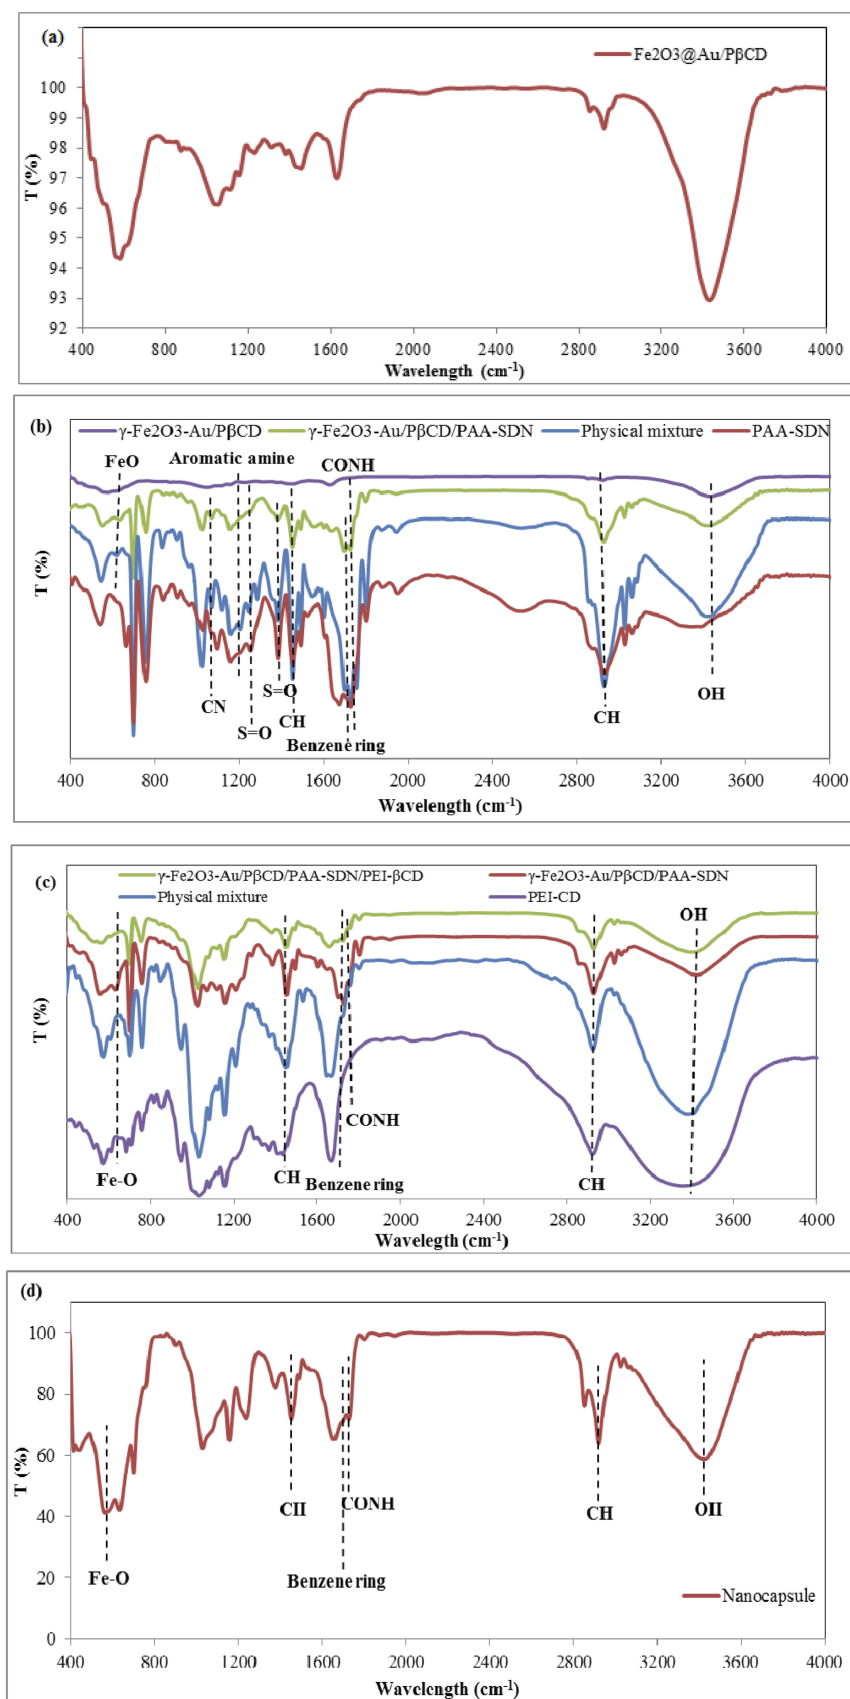 (a)
Fe2O3@Au/PβCD
T (%)
100
99
98
97
96
95
94
93
92
400 800 1200 1600 2000 2400 2800 3200 3600 4000
Wavelength (cm-1)
(b)
γ-Fe2O3-Au/PβCD γ-Fe2O3-Au/PβCD/PAA-SDN Physical mixture PAA-SDN
FeO Aromatic amine CONH
T (%)
CN S=O S=O CH Benzene ring CH OH
400 800 1200 1600 2000 2400 2800 3200 3600 4000
Wavelength (cm-1)
(c)
γ-Fe2O3-Au/PβCD/PAA-SDN/PEI-βCD γ-Fe2O3-Au/PβCD/PAA-SDN
Physical mixture PEI-CD
OH
T (%)
Fe-O CH Benzene ring CONH CH
400 800 1200 1600 2000 2400 2800 3200 3600 4000
Wavelegth (cm-1)
(d)
T (%)
100
80
60
40
20
0
Fe-O CH Benzene ring CONH CH OH
Nanocapsule
400 800 1200 1600 2000 2400 2800 3200 3600 4000
Wavelength (cm-1)